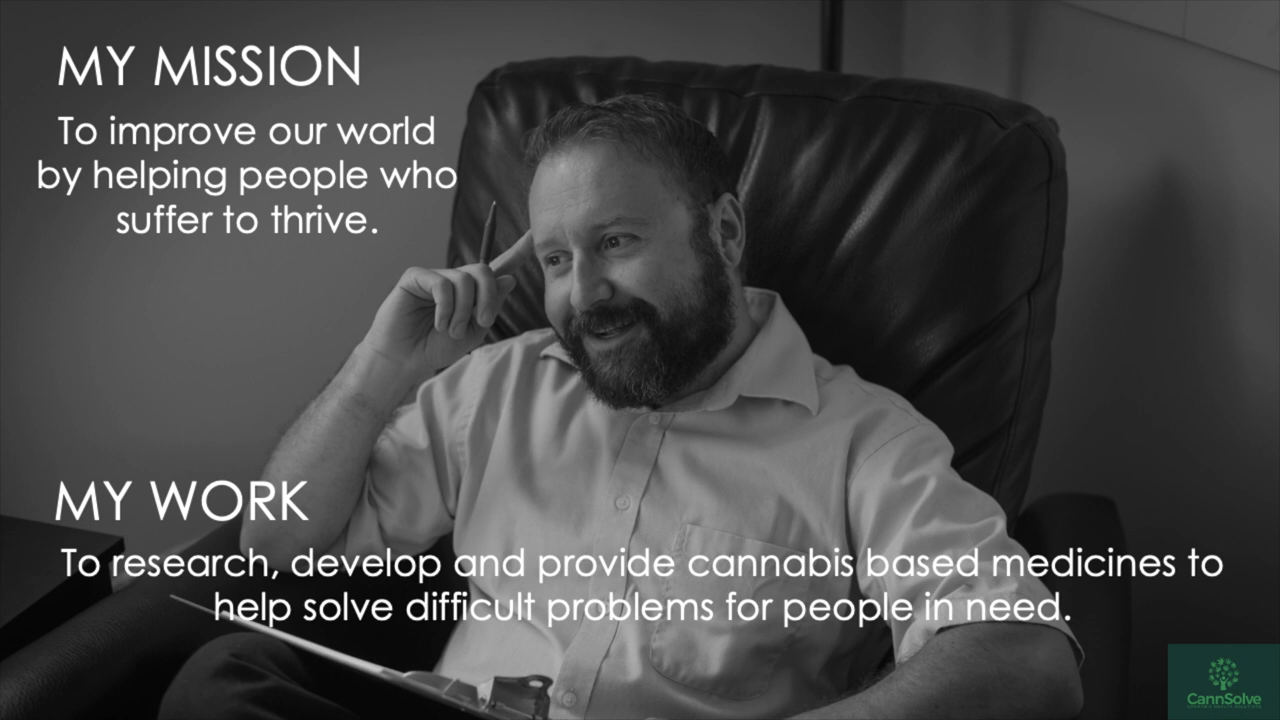 MY MISSION
To improve our world
by helping people who
suffer to thrive.
MY WORK
To research, develop and provide cannabis based medicines to
help solve difficult problems for people in need.
CannSolve